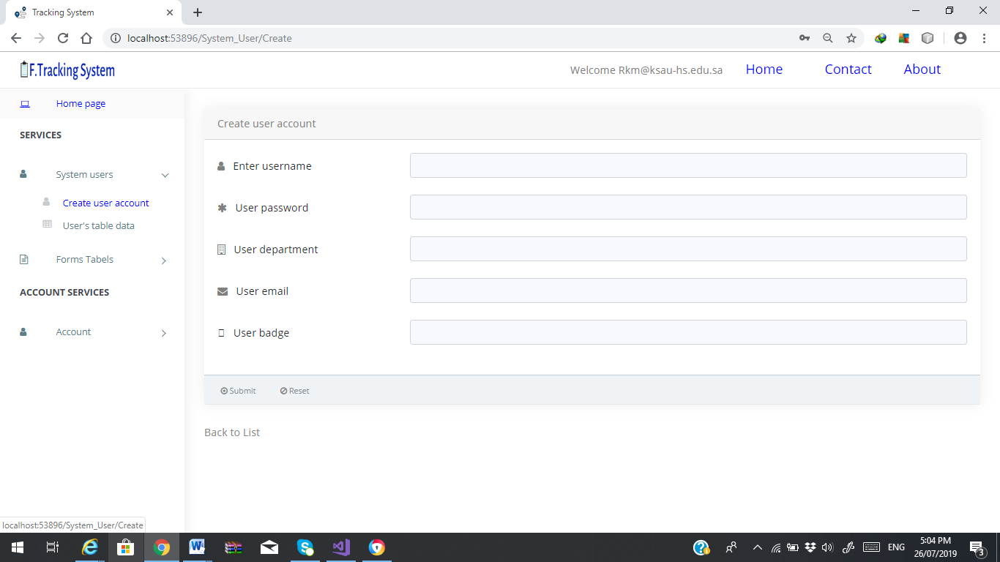 Tracking System
localhost:53896/System_User/Create
F.Tracking System
Welcome Rkm@ksau-hs.edu.sa
Home
Contact
About
Home page
SERVICES
System users
Create user account
User's table data
Forms Tabels
ACCOUNT SERVICES
Account
Create user account
Enter username
User password
User department
User email
User badge
Submit
Reset
Back to List
localhost:53896/System_User/Create
ENG
5:04 PM
26/07/2019
3